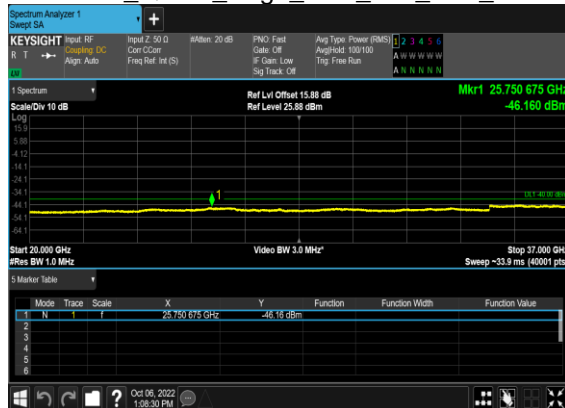 Spectrum Analyzer 1
Swept SA
+
KEYSIGHT Input: RF Input Z: 50 Ω #Atten: 20 dB PNO: Fast Avg Type: Power (RMS) 1 2 3 4 5 6
R T Coupling: DC Corr CCorr Gate: Off Avg|Hold: 100/100 A W W W W W
Align: Auto Freq Ref: Int (S) IF Gain: Low Trig: Free Run A N N N N N
Sig Track: Off
1 Spectrum Ref Lvl Offset 15.88 dB Mkr1 25.750 675 GHz
Scale/Div 10 dB Ref Level 25.88 dBm -46.160 dBm
Log
15.9
5.88
-4.12
-14.1
-24.1
-34.1 1 DL1 -40.00 dBm
-44.1
-54.1
-64.1
Start 20.000 GHz Video BW 3.0 MHz* Stop 37.000 GHz
#Res BW 1.0 MHz Sweep ~33.9 ms (40001 pts)
5 Marker Table
Mode Trace Scale X Y Function Function Width Function Value
1 N 1 f 25.750 675 GHz -46.16 dBm
2
3
4
5
6
? Oct 06, 2022
1:08:30 PM